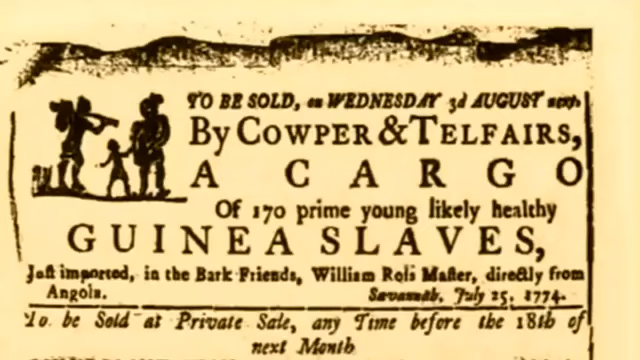 TO BE SOLD, on WEDNESDAY 3d AUGUST next,
By COWPER & TELFAIRS,
A CARGO
Of 170 prime young likely healthy
GUINEA SLAVES,
Just imported, in the Bark Friends, William Ross Master, directly from
Angola.
Savannah, July 25, 1774.
To be Sold at Private Sale, any Time before the 18th of
next Month